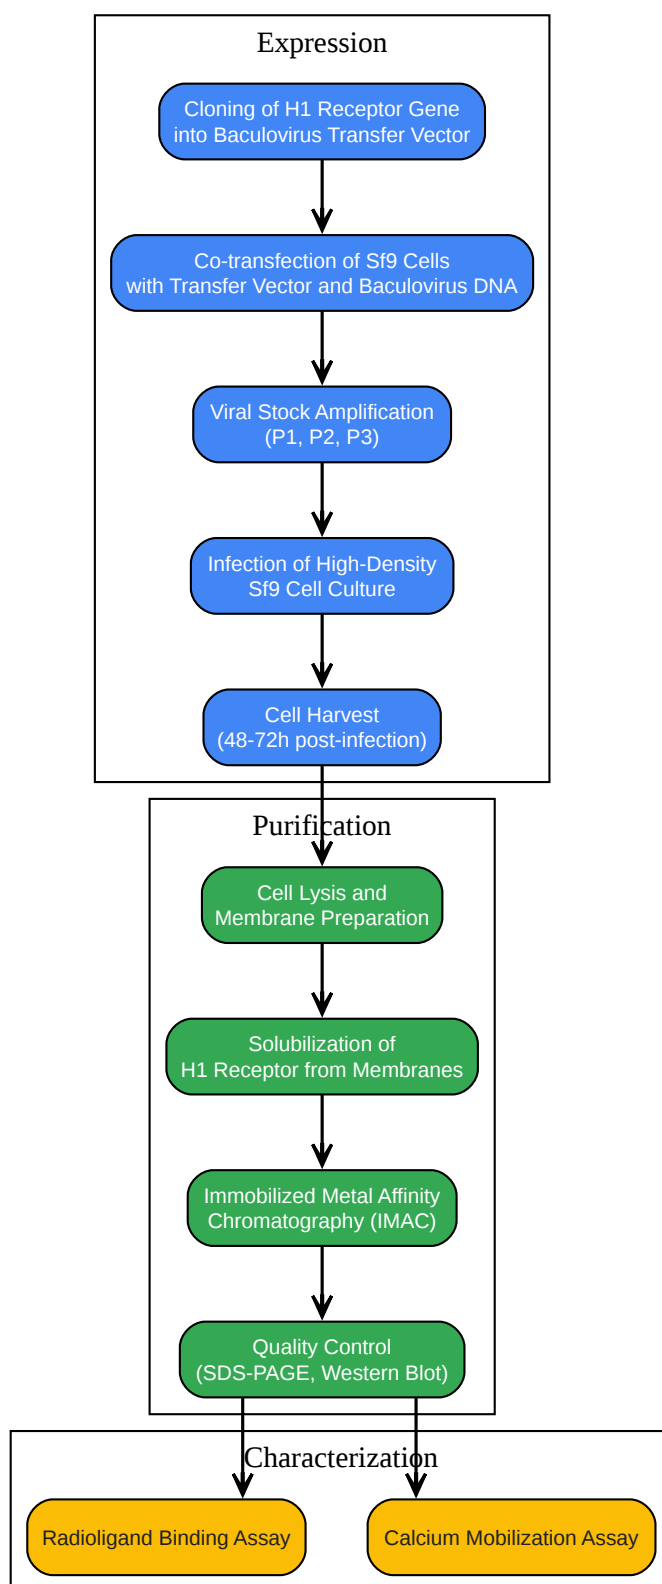 Expression
Cloning of H1 Receptor Gene
into Baculovirus Transfer Vector
Co-transfection of Sf9 Cells
with Transfer Vector and Baculovirus DNA
Viral Stock Amplification
(P1, P2, P3)
Infection of High-Density
Sf9 Cell Culture
Cell Harvest
(48-72h post-infection)
Purification
Cell Lysis and
Membrane Preparation
Solubilization of
H1 Receptor from Membranes
Immobilized Metal Affinity
Chromatography (IMAC)
Quality Control
(SDS-PAGE, Western Blot)
Characterization
Radioligand Binding Assay
Calcium Mobilization Assay